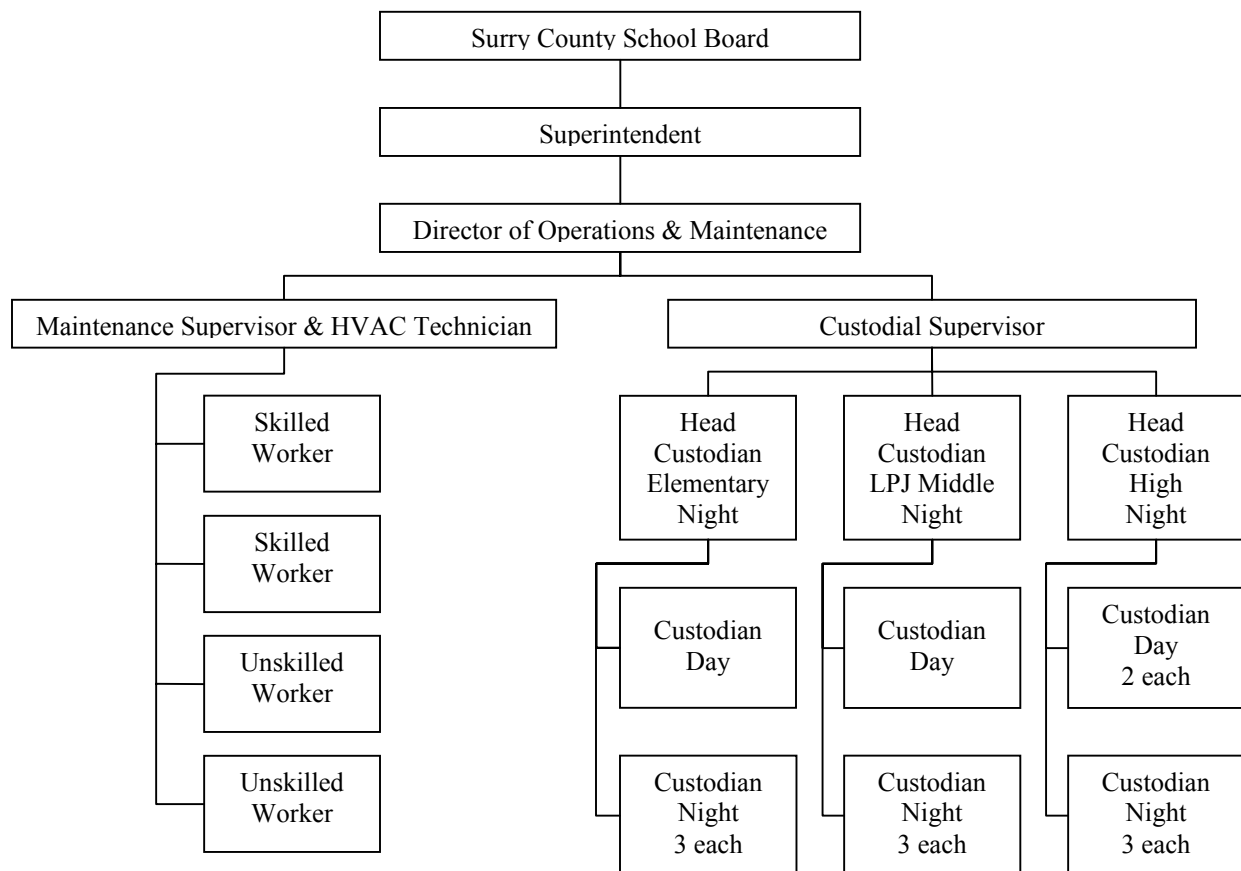 Surry County School Board
Superintendent
Director of Operations & Maintenance
Maintenance Supervisor & HVAC Technician
Custodial Supervisor
Skilled
Worker
Skilled
Worker
Unskilled
Worker
Unskilled
Worker
Head
Custodian
Elementary
Night
Custodian
Day
Custodian
Night
3 each
Head
Custodian
LPJ Middle
Night
Custodian
Day
Custodian
Night
3 each
Head
Custodian
High
Night
Custodian
Day
2 each
Custodian
Night
3 each